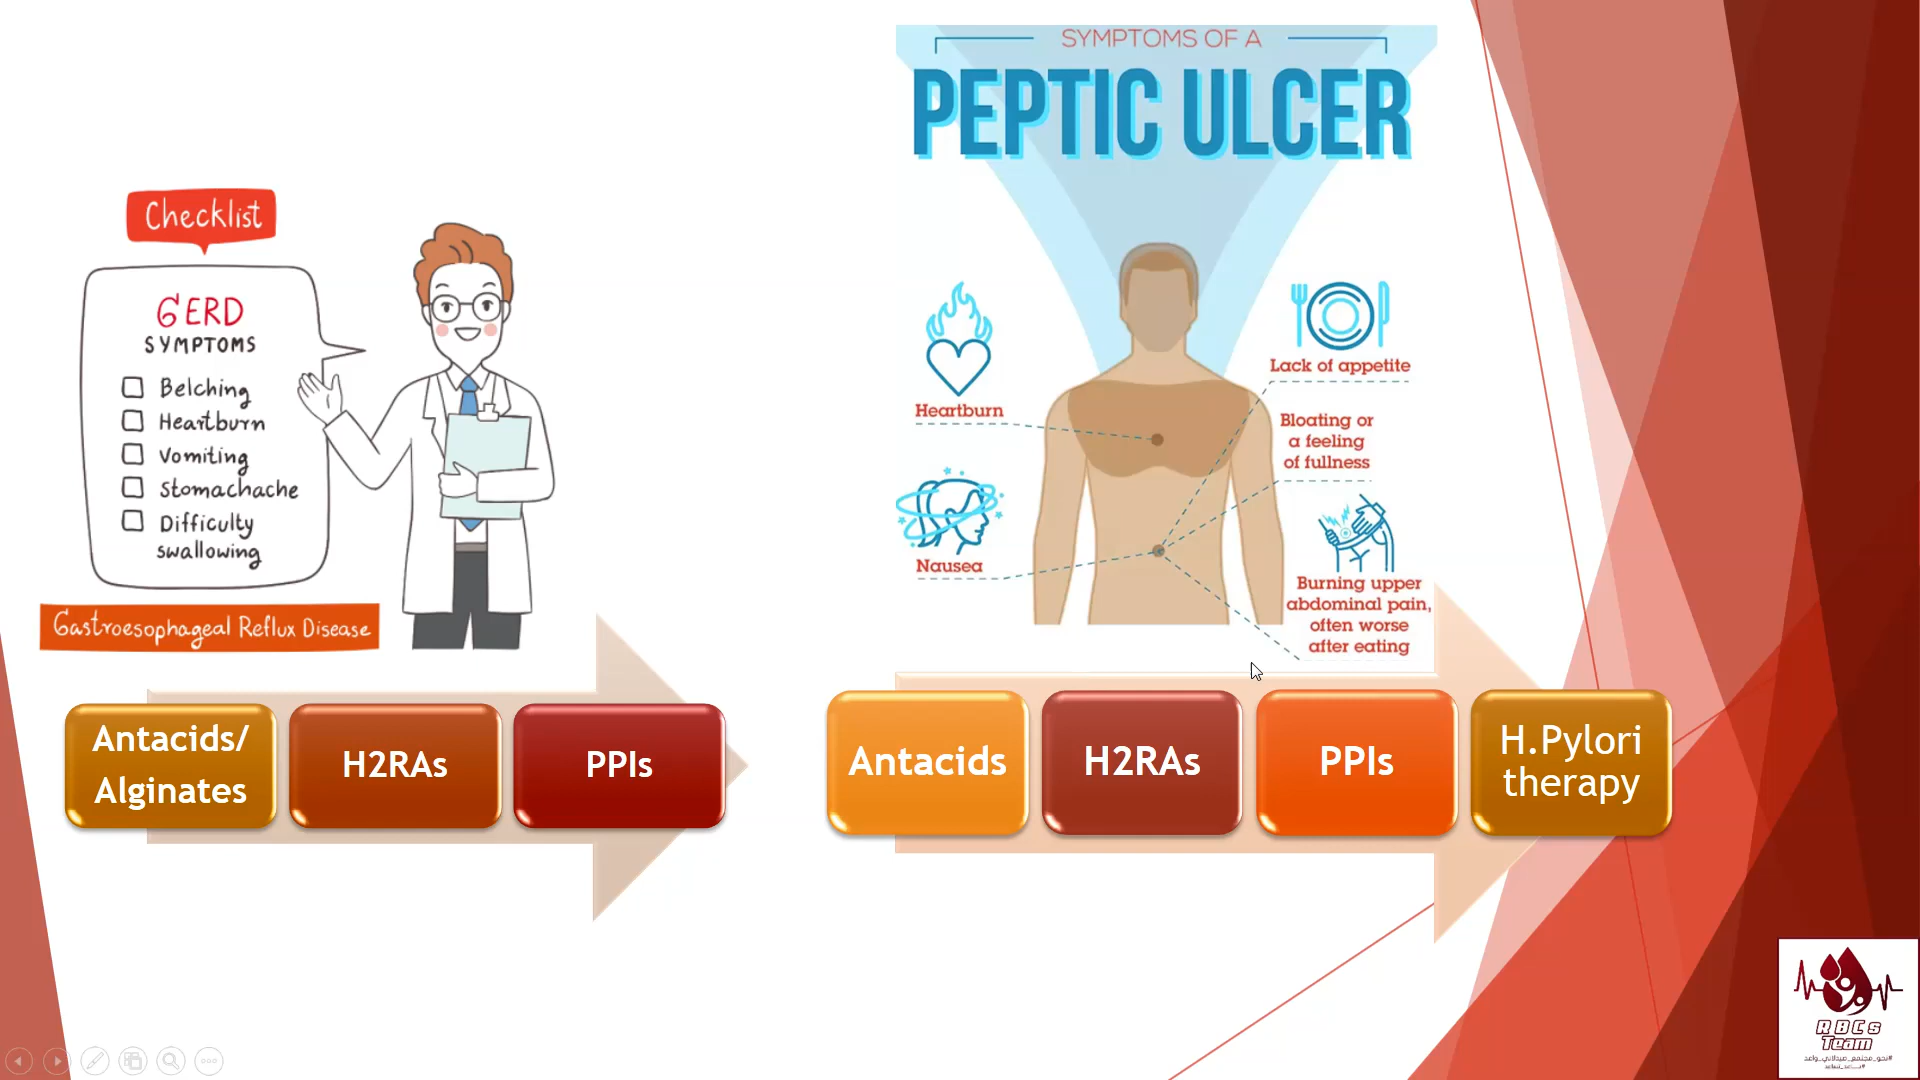 Checklist
GERD
SYMPTOMS
Belching
Heartburn
Vomiting
Stomachache
Difficulty
swallowing
Gastroesophageal Reflux Disease
Antacids/
Alginates
H2RAs
PPIs
SYMPTOMS OF A
PEPTIC ULCER
Heartburn
Nausea
Lack of appetite
Bloating or
a feeling
of fullness
Burning upper
abdominal pain,
often worse
after eating
Antacids
H2RAs
PPIs
H.Pylori
therapy
RBCs
Team
#نحو_مجتمع_صيدلاني_واعد